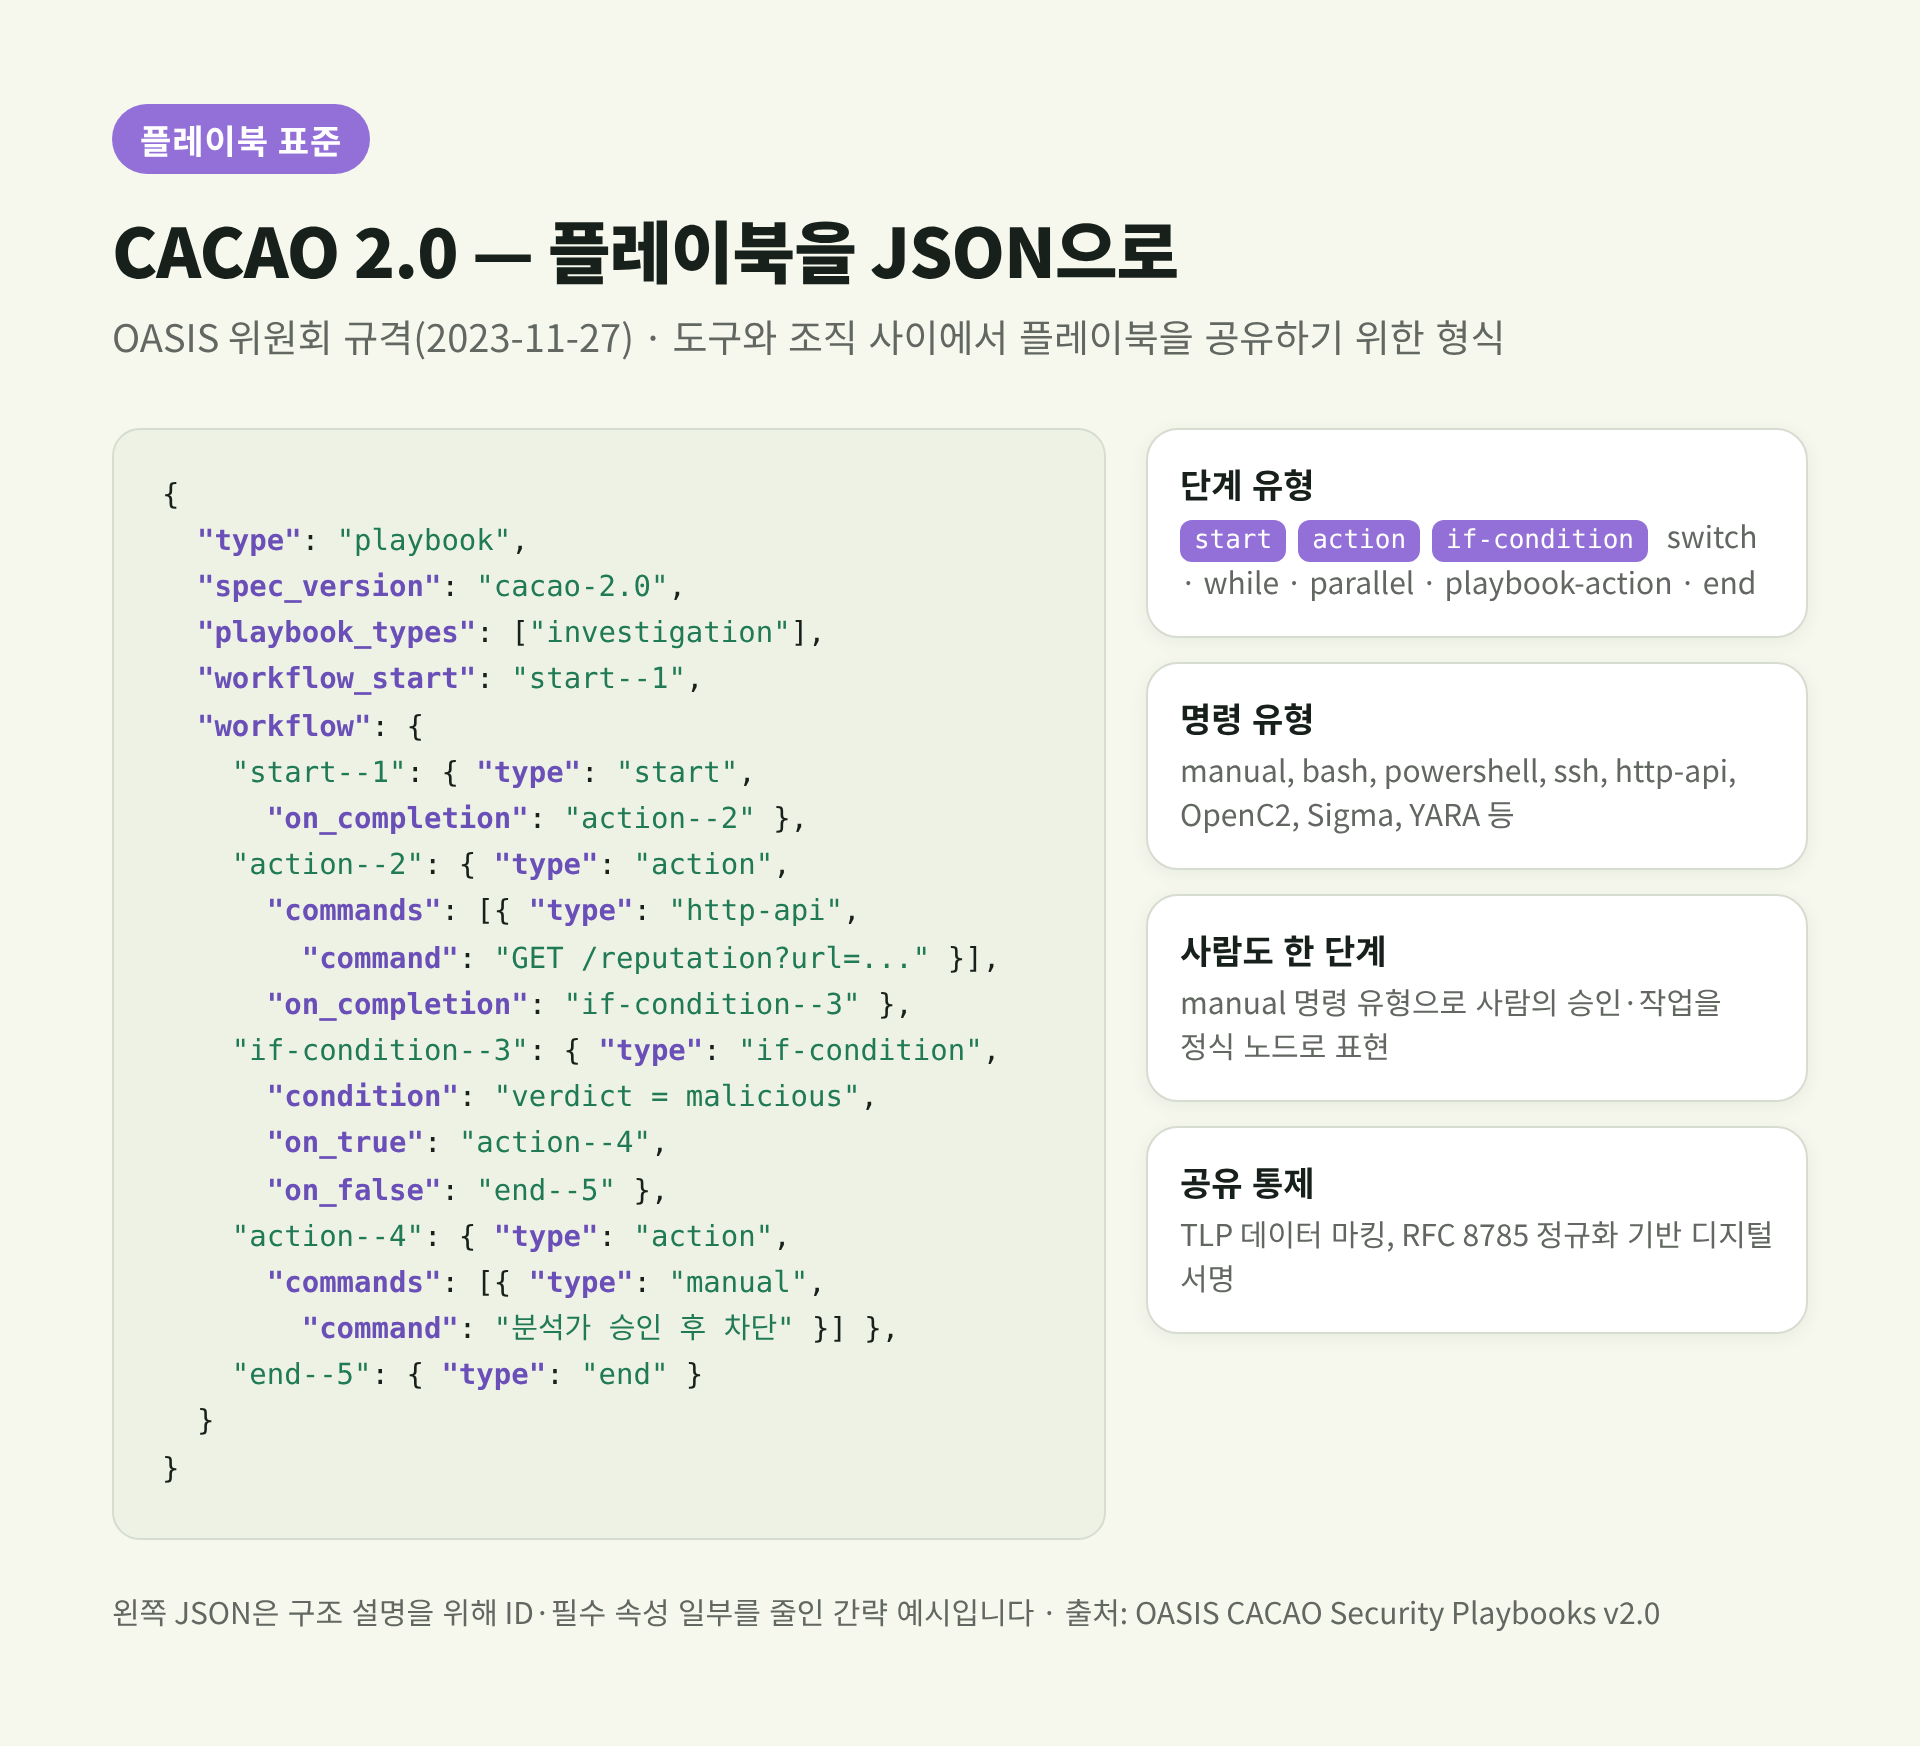 플레이북 표준
CACAO 2.0 — 플레이북을 JSON으로
OASIS 위원회 규격(2023-11-27) · 도구와 조직 사이에서 플레이북을 공유하기 위한 형식
{
  "type": "playbook",
  "spec_version": "cacao-2.0",
  "playbook_types": ["investigation"],
  "workflow_start": "start--1",
  "workflow": {
    "start--1": { "type": "start",
      "on_completion": "action--2" },
    "action--2": { "type": "action",
      "commands": [{ "type": "http-api",
        "command": "GET /reputation?url=..." }],
      "on_completion": "if-condition--3" },
    "if-condition--3": { "type": "if-condition",
      "condition": "verdict = malicious",
      "on_true": "action--4",
      "on_false": "end--5" },
    "action--4": { "type": "action",
      "commands": [{ "type": "manual",
        "command": "분석가 승인 후 차단" }] },
    "end--5": { "type": "end" }
  }
}
단계 유형
start action if-condition switch
· while · parallel · playbook-action · end
명령 유형
manual, bash, powershell, ssh, http-api,
OpenC2, Sigma, YARA 등
사람도 한 단계
manual 명령 유형으로 사람의 승인·작업을
정식 노드로 표현
공유 통제
TLP 데이터 마킹, RFC 8785 정규화 기반 디지털
서명
왼쪽 JSON은 구조 설명을 위해 ID·필수 속성 일부를 줄인 간략 예시입니다 · 출처: OASIS CACAO Security Playbooks v2.0